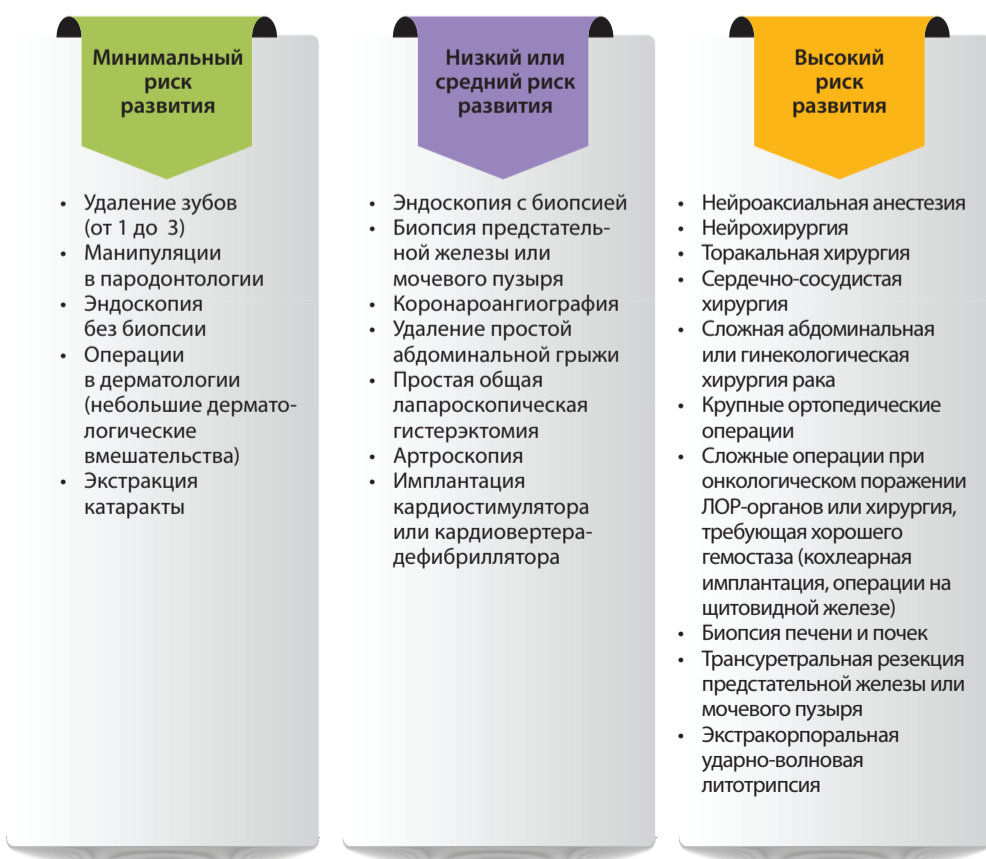 Минимальный
риск
развития
• Удаление зубов
(от 1 до 3)
• Манипуляции
в пародонтологии
• Эндоскопия
без биопсии
• Операции
в дерматологии
(небольшие дермато-
логические
вмешательства)
• Экстракция
катаракты
Низкий или
средний риск
развития
• Эндоскопия с биопсией
• Биопсия предстатель-
ной железы или
мочевого пузыря
• Коронароангиография
• Удаление простой
абдоминальной грыжи
• Простая общая
лапароскопическая
гистерэктомия
• Артроскопия
• Имплантация
кардиостимулятора
или кардиовертера-
дефибриллятора
Высокий
риск
развития
• Нейроаксиальная анестезия
• Нейрохирургия
• Торакальная хирургия
• Сердечно-сосудистая
хирургия
• Сложная абдоминальная
или гинекологическая
хирургия рака
• Крупные ортопедические
операции
• Сложные операции при
онкологическом поражении
ЛОР-органов или хирургия,
требующая хорошего
гемостаза (кохлеарная
имплантация, операции на
щитовидной железе)
• Биопсия печени и почек
• Трансуретральная резекция
предстательной железы или
мочевого пузыря
• Экстракорпоральная
ударно-волновая
литотрипсия